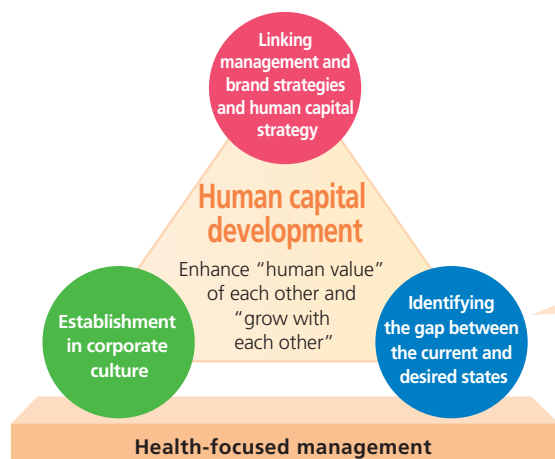 Linking
management and
brand strategies
and human capital
strategy
Human capital
development
Enhance “human value”
of each other and
“grow with
each other”
Establishment
in corporate
culture
Identifying
the gap between
the current and
desired states
Health-focused management